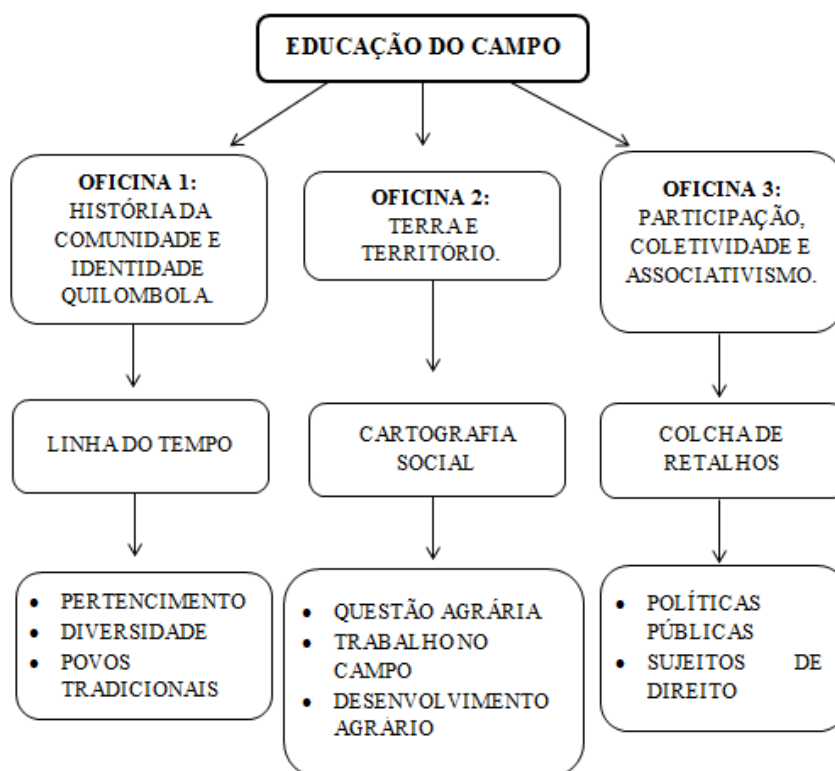 EDUCAÇÃO DO CAMPO
OFICINA 1:
HISTÓRIA DA
COMUNIDADE E
IDENTIDADE
QUILOMBOLA.
OFICINA 2:
TERRA E
TERRITÓRIO.
OFICINA 3:
PARTICIPAÇÃO,
COLETIVIDADE E
ASSOCIATIVISMO.
LINHA DO TEMPO
CARTOGRAFIA
SOCIAL
COLCHA DE
RETALHOS
• PERTENCIMENTO
• DIVERSIDADE
• POVOS
TRADICIONAIS
• QUESTÃO AGRÁRIA
• TRABALHO NO
CAMPO
• DESENVOLVIMENTO
AGRÁRIO
• POLÍTICAS
PÚBLICAS
• SUJEITOS DE
DIREITO